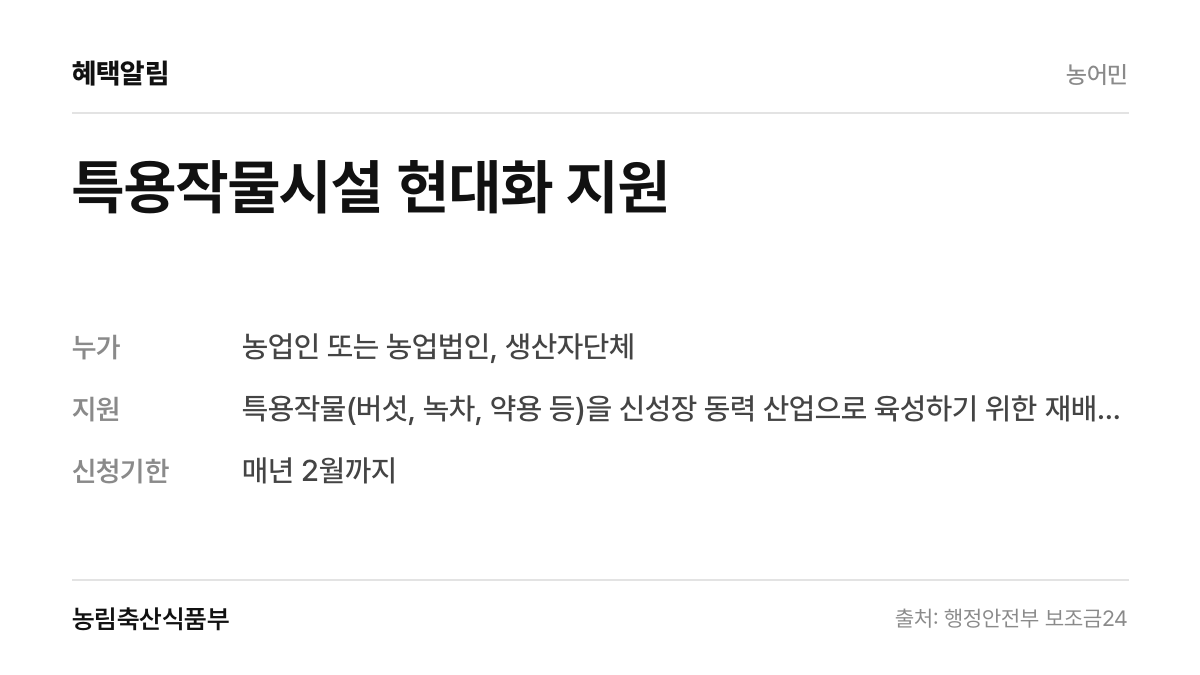 혜택알림
농어민
특용작물시설 현대화 지원
누가 농업인 또는 농업법인, 생산자단체
지원 특용작물(버섯, 녹차, 약용 등)을 신성장 동력 산업으로 육성하기 위한 재배...
신청기한 매년 2월까지
농림축산식품부
출처: 행정안전부 보조금24